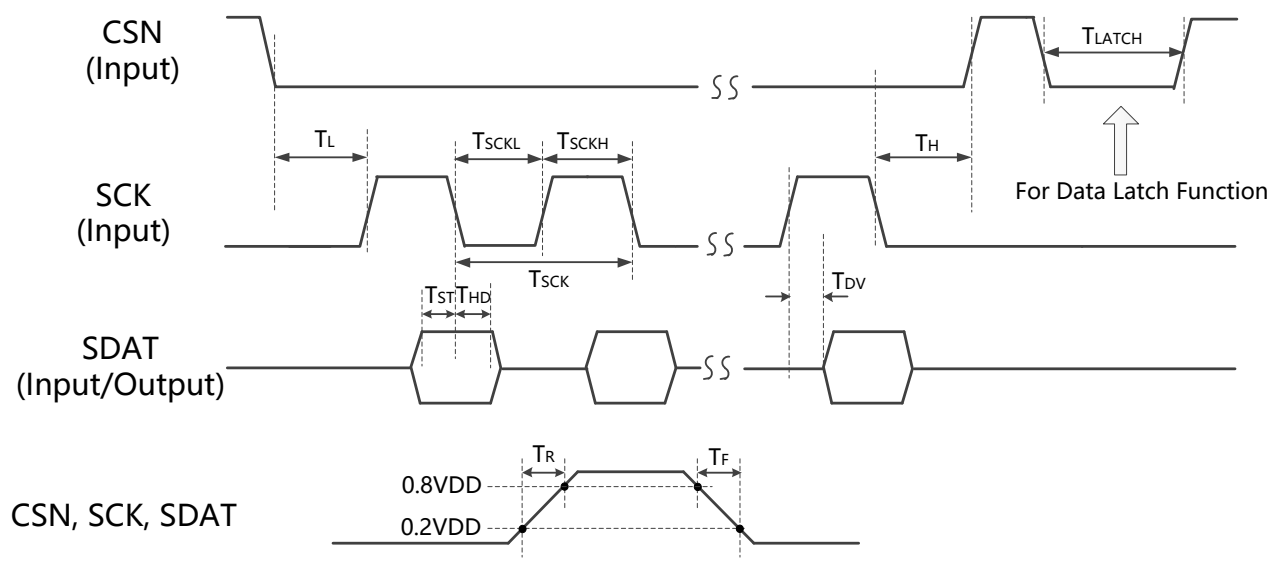 CSN
(Input)
TLATCH
TL
TSCKL
TSCKH
TH
For Data Latch Function
SCK
(Input)
TSCK
TDV
TST
THD
SDAT
(Input/Output)
TR
TF
0.8VDD
0.2VDD
CSN, SCK, SDAT